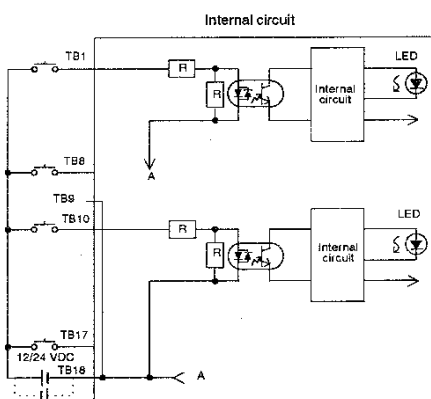 Internal circuit
TB1
R
R
LED
Internal
circuit
A
TB8
TB9
TB10
R
R
LED
Internal
circuit
TB17
12/24 VDC
TB18
A